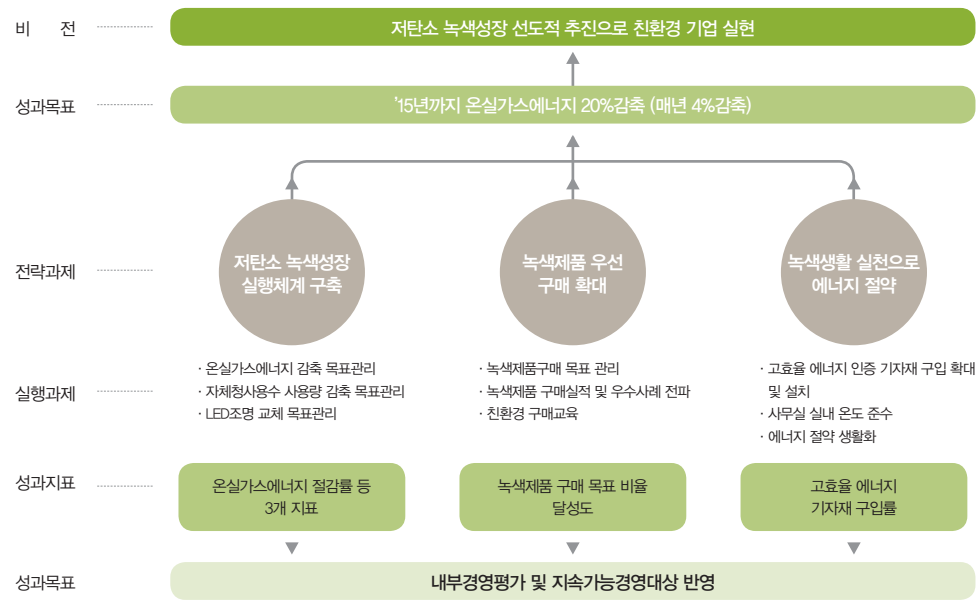 비 전
저탄소 녹색성장 선도적 추진으로 친환경 기업 실현
성과목표
’15년까지 온실가스에너지 20%감축 (매년 4%감축)
전략과제
저탄소 녹색성장
실행체계 구축
녹색제품 우선
구매 확대
녹색생활 실천으로
에너지 절약
실행과제
· 온실가스에너지 감축 목표관리
· 자체청사용수 사용량 감축 목표관리
· LED조명 교체 목표관리
· 녹색제품구매 목표 관리
· 녹색제품 구매실적 및 우수사례 전파
· 친환경 구매교육
· 고효율 에너지 인증 기자재 구입 확대
및 설치
· 사무실 실내 온도 준수
· 에너지 절약 생활화
성과지표
온실가스에너지 절감률 등
3개 지표
녹색제품 구매 목표 비율
달성도
고효율 에너지
기자재 구입률
성과목표
내부경영평가 및 지속가능경영대상 반영